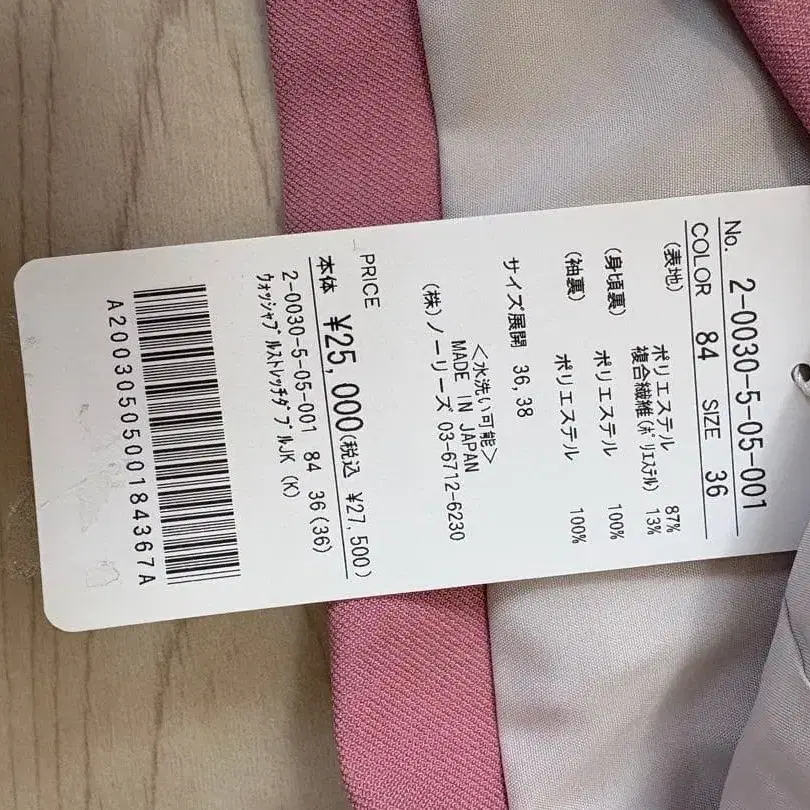 No. 2-0030-5-05-001
COLOR 84 SIZE 36
(表地) ポリエステル 87%
複合繊維(ﾎﾟﾘｴｽﾃﾙ) 13%
(身頃裏) ポリエステル 100%
(袖裏) ポリエステル 100%
サイズ展開 36,38
<水洗い可能>
MADE IN JAPAN
(株)ノーリーズ 03-6712-6230
PRICE
本体 ¥25,000(税込 ¥27,500)
2-0030-5-05-001 84 36(36)
ｳｫｯｼｬﾌﾞﾙｽﾄﾚｯﾁﾀﾞﾌﾞﾙJK (K)
A2003050500184367A